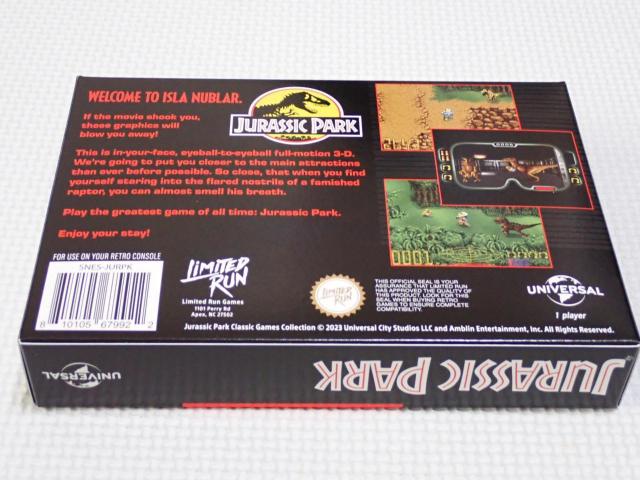 WELCOME TO ISLA NUBLAR.
If the movie shook you,
these graphics will
blow you away!
This is in-your-face, eyeball-to-eyeball full-motion 3-D.
We're going to put you closer to the main attractions
than ever before possible. So close, that when you find
yourself staring into the flared nostrils of a famished
raptor, you can almost smell his breath.
Play the greatest game of all time: Jurassic Park.
Enjoy your stay!
JURASSIC PARK
FOR USE ON YOUR RETRO CONSOLE
SNES-JURPK
8 10105 67992 2
LIMITED
RUN
Limited Run Games
1101 Perry Rd
Apex, NC 27502
LIMITED
RUN
THIS OFFICIAL SEAL IS YOUR
ASSURANCE THAT LIMITED RUN
HAS APPROVED THE QUALITY OF
THIS PRODUCT. LOOK FOR THIS
SEAL WHEN BUYING RETRO
GAMES TO ENSURE COMPLETE
COMPATIBILITY.
UNIVERSAL
1 player
Jurassic Park Classic Games Collection © 2023 Universal City Studios LLC and Amblin Entertainment, Inc. All Rights Reserved.
UNIVERSAL
JURASSIC PARK